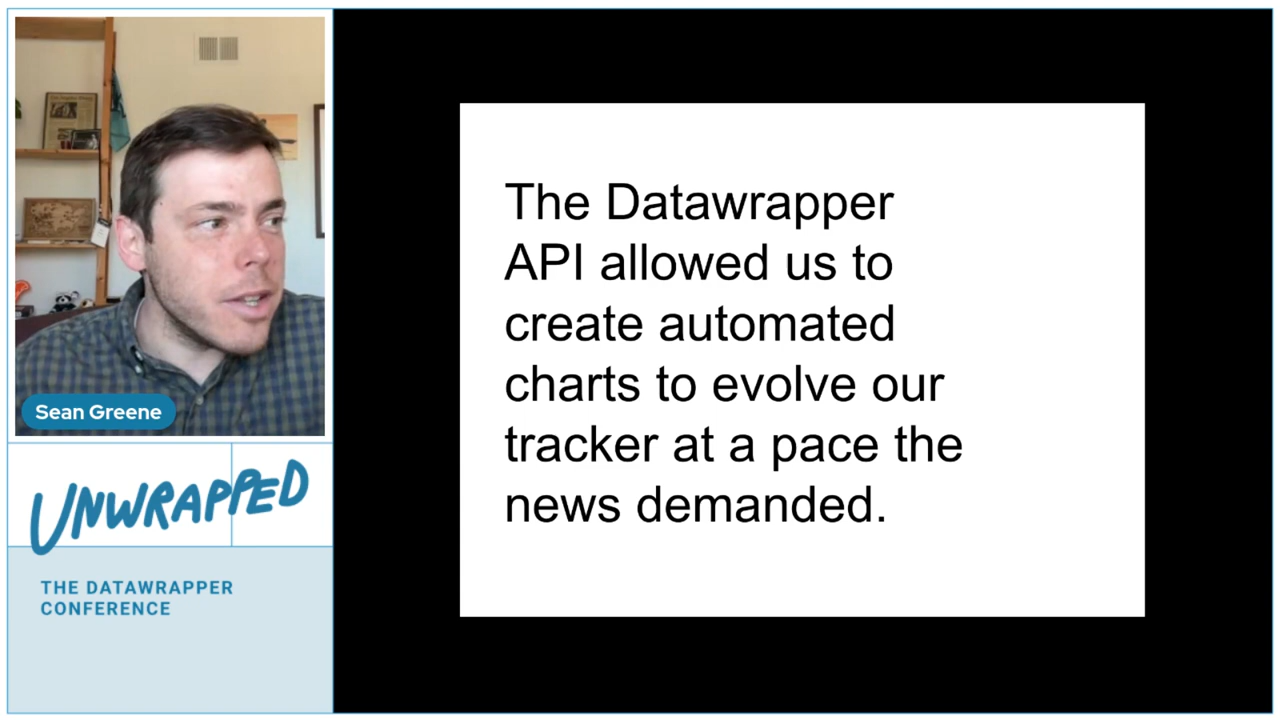 Sean Greene
UNWRAPPED
THE DATAWRAPPER
CONFERENCE
The Datawrapper
API allowed us to
create automated
charts to evolve our
tracker at a pace the
news demanded.